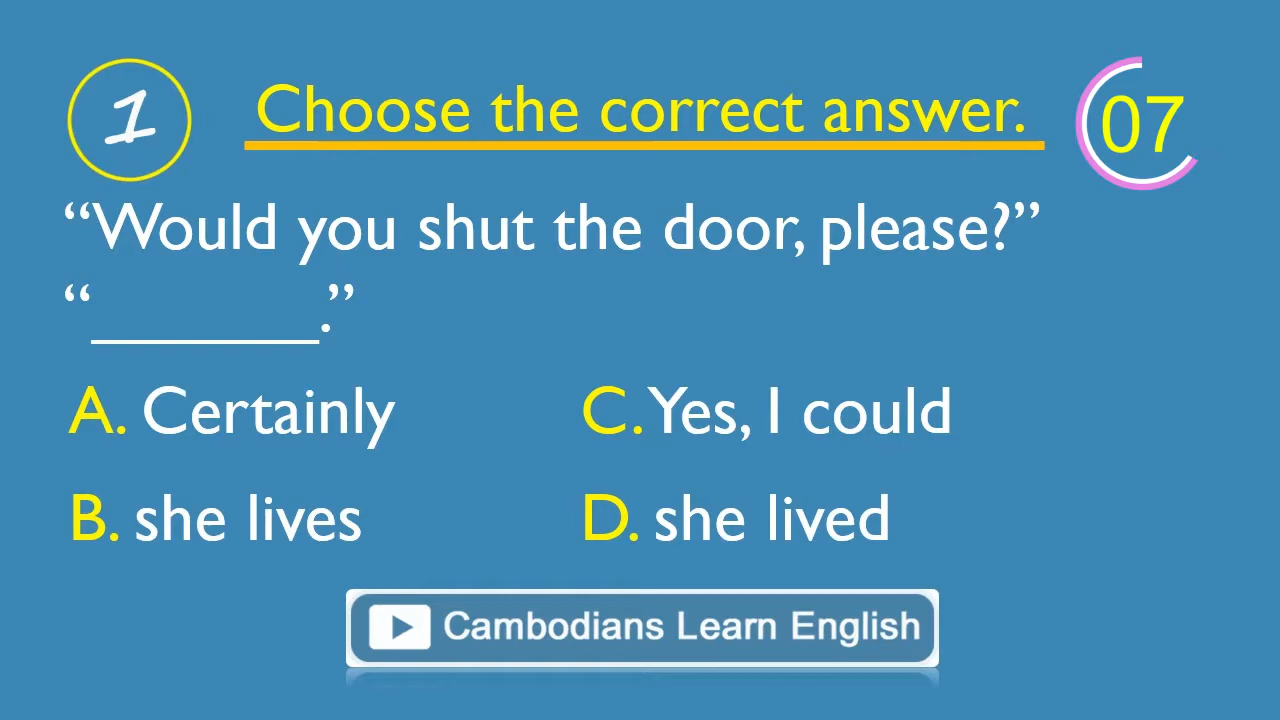 1
Choose the correct answer.
07
“Would you shut the door, please?”
“_______.”
A. Certainly
C. Yes, I could
B. she lives
D. she lived
Cambodians Learn English